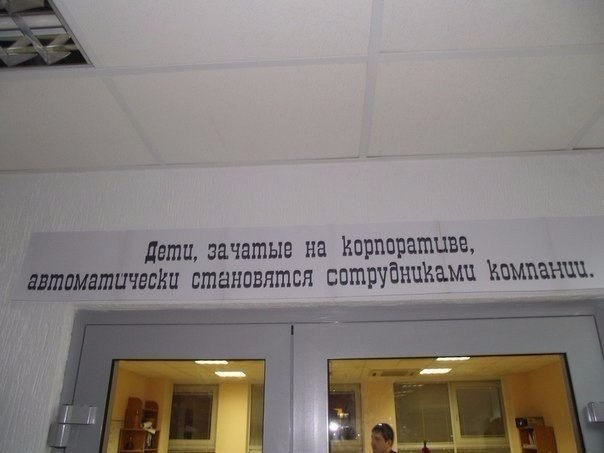 Дети, зачатые на корпоративе,
автоматически становятся сотрудниками компании.